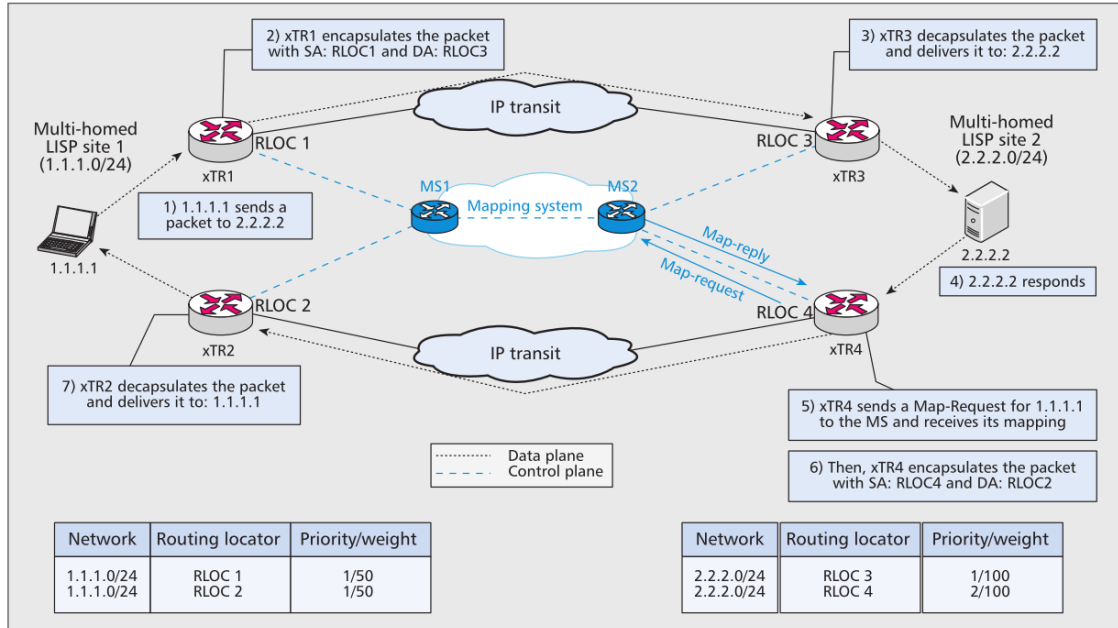 2) xTR1 encapsulates the packet
with SA: RLOC1 and DA: RLOC3
3) xTR3 decapsulates the packet
and delivers it to: 2.2.2.2
IP transit
Multi-homed
LISP site 1
(1.1.1.0/24)
RLOC 1
xTR1
RLOC 3
xTR3
Multi-homed
LISP site 2
(2.2.2.0/24)
MS1
MS2
Mapping system
1) 1.1.1.1 sends a
packet to 2.2.2.2
1.1.1.1
Map-reply
Map-request
2.2.2.2
4) 2.2.2.2 responds
RLOC 2
xTR2
RLOC 4
xTR4
IP transit
7) xTR2 decapsulates the packet
and delivers it to: 1.1.1.1
5) xTR4 sends a Map-Request for 1.1.1.1
to the MS and receives its mapping
6) Then, xTR4 encapsulates the packet
with SA: RLOC4 and DA: RLOC2
Data plane
Control plane
Network Routing locator Priority/weight
1.1.1.0/24 RLOC 1 1/50
1.1.1.0/24 RLOC 2 1/50
Network Routing locator Priority/weight
2.2.2.0/24 RLOC 3 1/100
2.2.2.0/24 RLOC 4 2/100